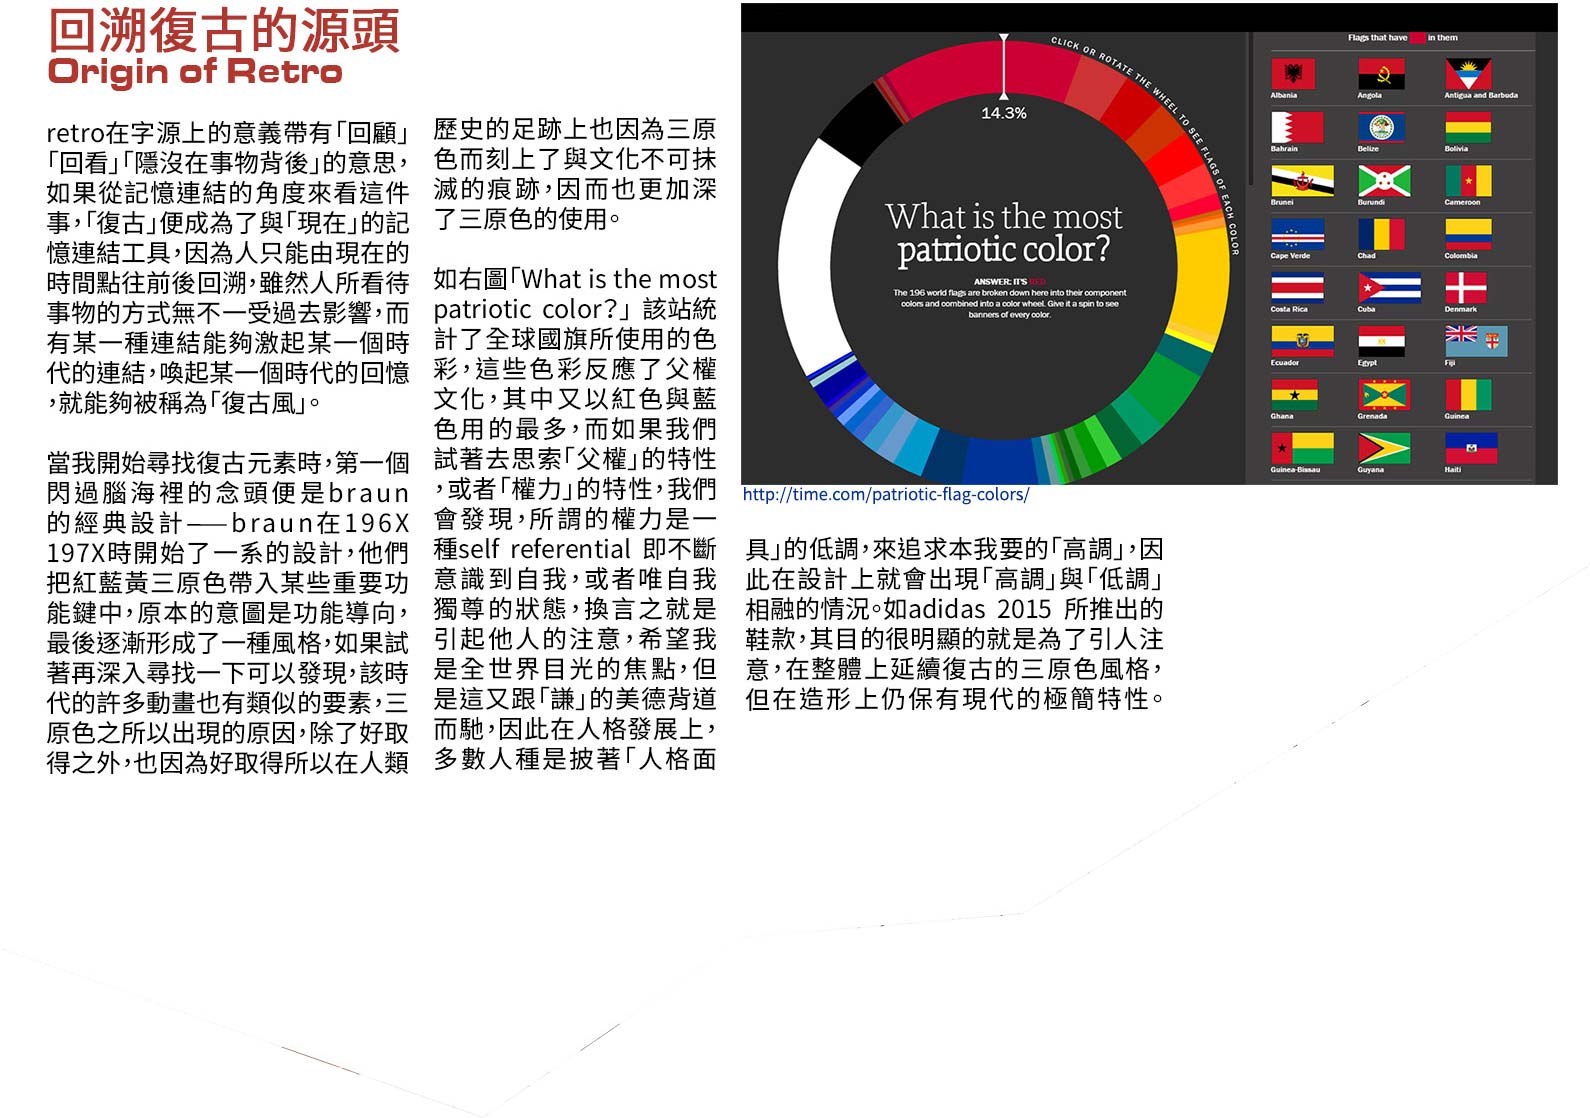 回溯復古的源頭
Origin of Retro
retro在字源上的意義帶有「回顧」
「回看」「隱沒在事物背後」的意思，
如果從記憶連結的角度來看這件
事，「復古」便成為了與「現在」的記
憶連結工具，因為人只能由現在的
時間點往前後回溯，雖然人所看待
事物的方式無不一受過去影響，而
有某一種連結能夠激起某一個時
代的連結，喚起某一個時代的回憶
，就能夠被稱為「復古風」。
當我開始尋找復古元素時，第一個
閃過腦海裡的念頭便是braun
的經典設計——braun在196X
197X時開始了一系的設計，他們
把紅藍黃三原色帶入某些重要功
能鍵中，原本的意圖是功能導向，
最後逐漸形成了一種風格，如果試
著再深入尋找一下可以發現，該時
代的許多動畫也有類似的要素，三
原色之所以出現的原因，除了好取
得之外，也因為好取得所以在人類
歷史的足跡上也因為三原
色而刻上了與文化不可抹
滅的痕跡，因而也更加深
了三原色的使用。
如右圖「What is the most
patriotic color?」該站統
計了全球國旗所使用的色
彩，這些色彩反應了父權
文化，其中又以紅色與藍
色用的最多，而如果我們
試著去思索「父權」的特性
，或者「權力」的特性，我們
會發現，所謂的權力是一
種self referential 即不斷
意識到自我，或者唯自我
獨尊的狀態，換言之就是
引起他人的注意，希望我
是全世界目光的焦點，但
是這又跟「謙」的美德背道
而馳，因此在人格發展上，
多數人種是披著「人格面
CLICK OR ROTATE THE WHEEL TO SEE FLAGS OF EACH COLOR
14.3%
What is the most
patriotic color?
ANSWER: IT'S RED
The 196 world flags are broken down here into their component
colors and combined into a color wheel. Give it a spin to see
banners of every color.
Flags that have in them
Albania Angola Antigua and Barbuda
Bahrain Belize Bolivia
Brunei Burundi Cameroon
Cape Verde Chad Colombia
Costa Rica Cuba Denmark
Ecuador Egypt Fiji
Ghana Grenada Guinea
Guinea-Bissau Guyana Haiti
http://time.com/patriotic-flag-colors/
具」的低調，來追求本我要的「高調」，因
此在設計上就會出現「高調」與「低調」
相融的情況。如adidas 2015 所推出的
鞋款，其目的很明顯的就是為了引人注
意，在整體上延續復古的三原色風格，
但在造形上仍保有現代的極簡特性。